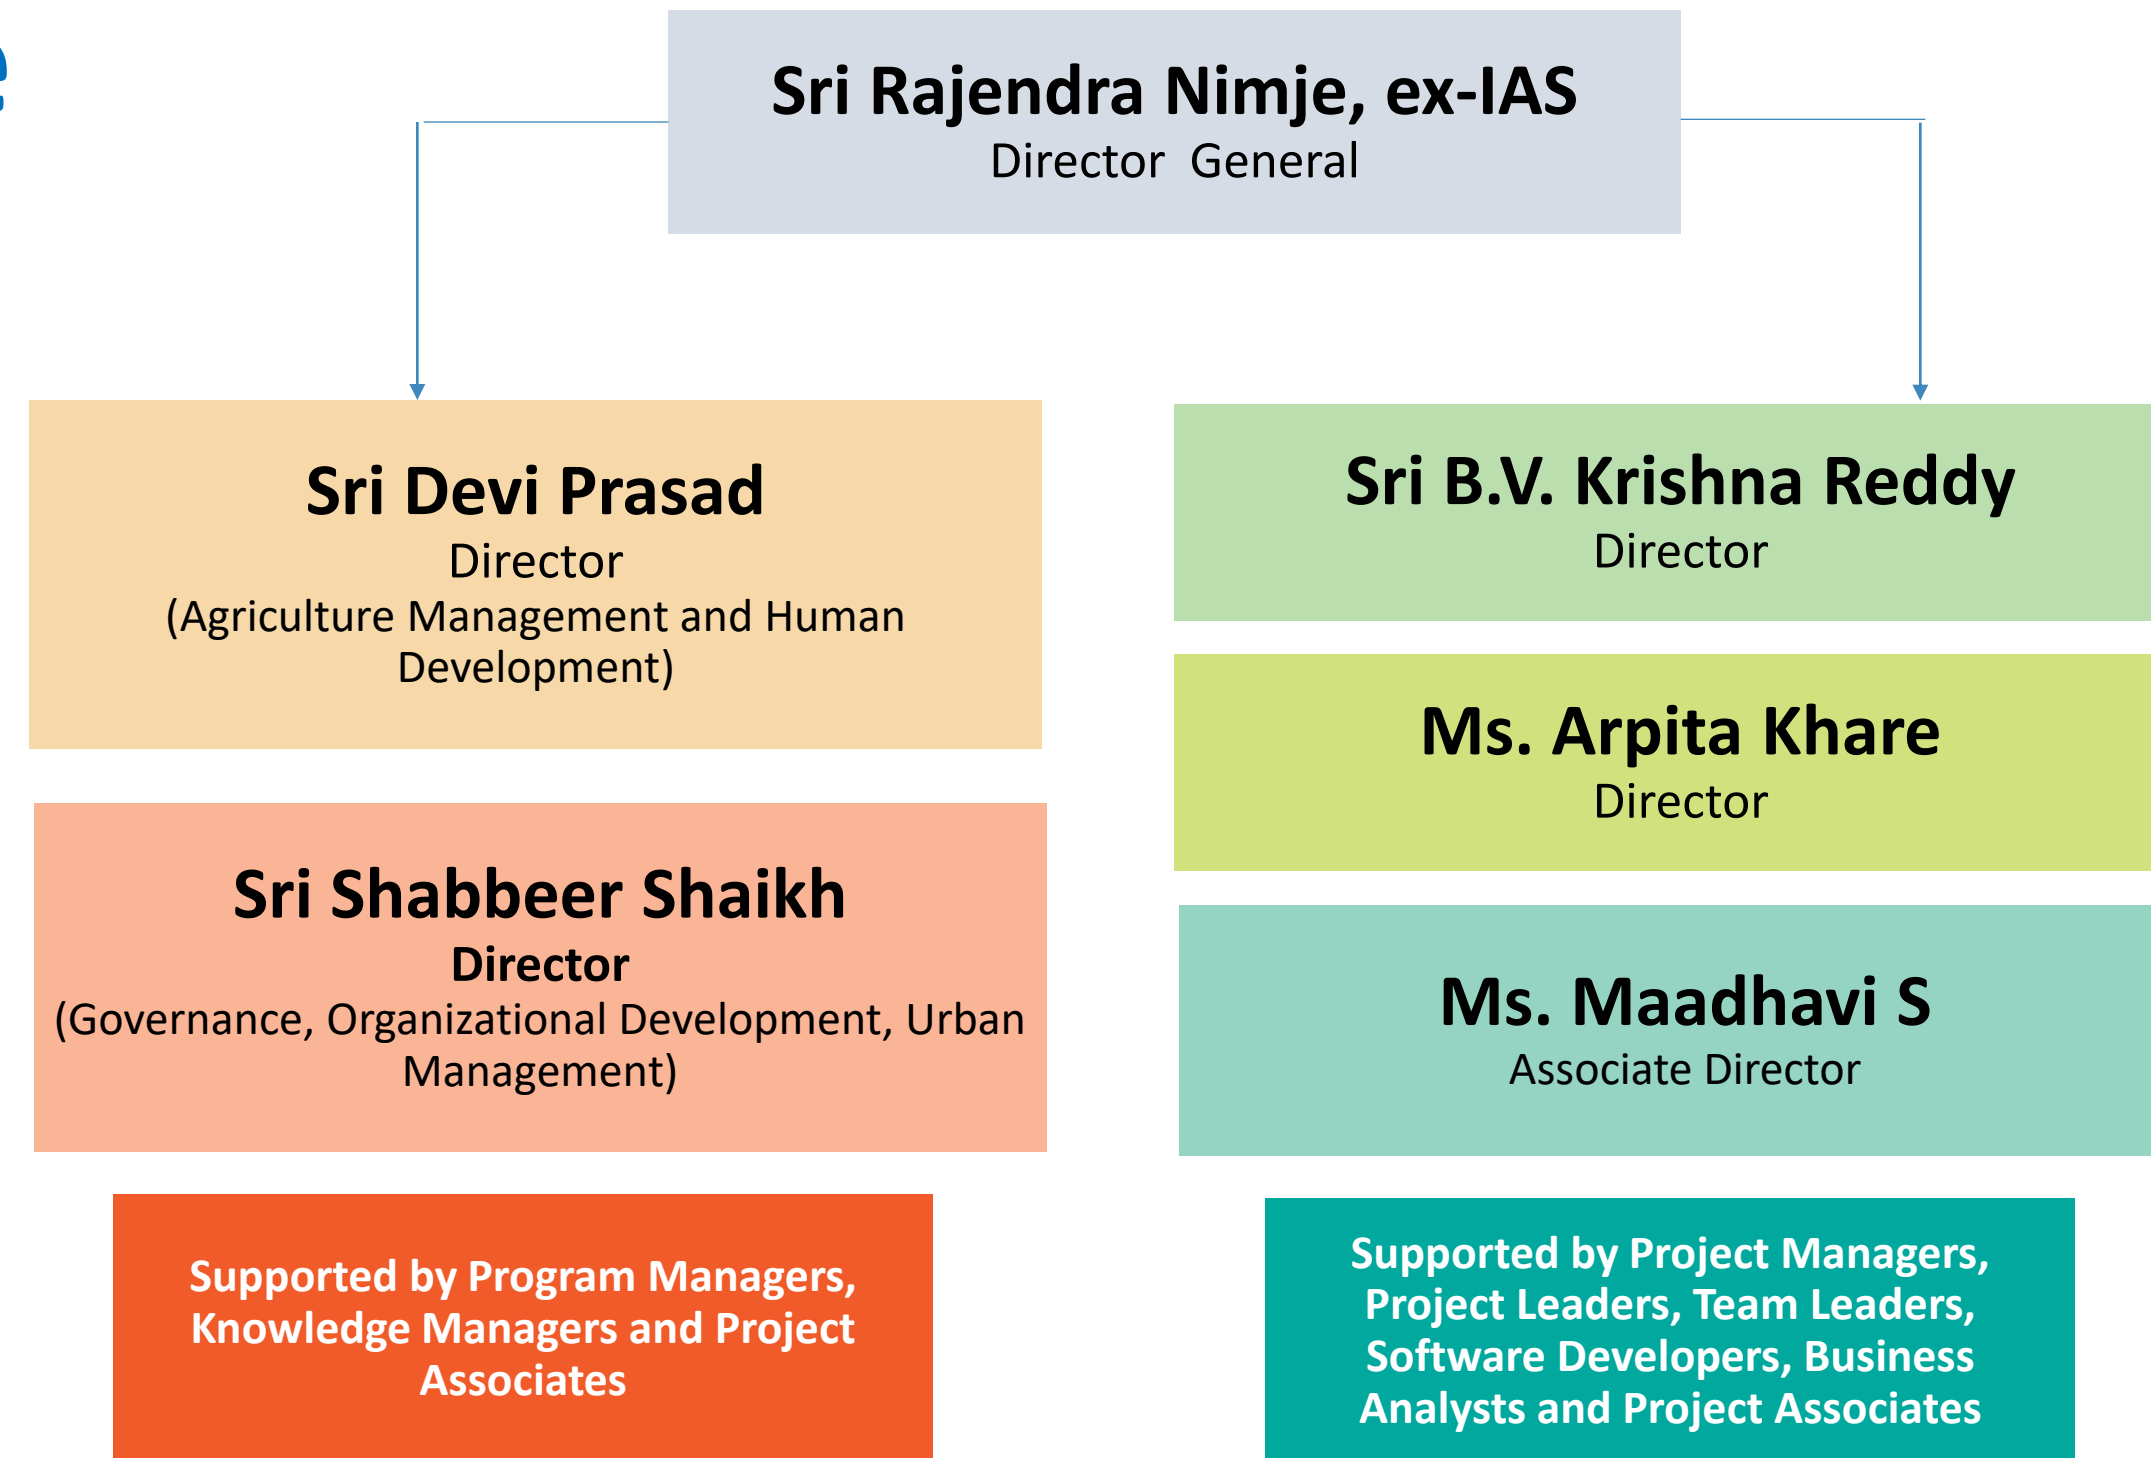 e
Sri Rajendra Nimje, ex-IAS
Director General
Sri Devi Prasad
Director
(Agriculture Management and Human
Development)
Sri Shabbeer Shaikh
Director
(Governance, Organizational Development, Urban
Management)
Supported by Program Managers,
Knowledge Managers and Project
Associates
Sri B.V. Krishna Reddy
Director
Ms. Arpita Khare
Director
Ms. Maadhavi S
Associate Director
Supported by Project Managers,
Project Leaders, Team Leaders,
Software Developers, Business
Analysts and Project Associates